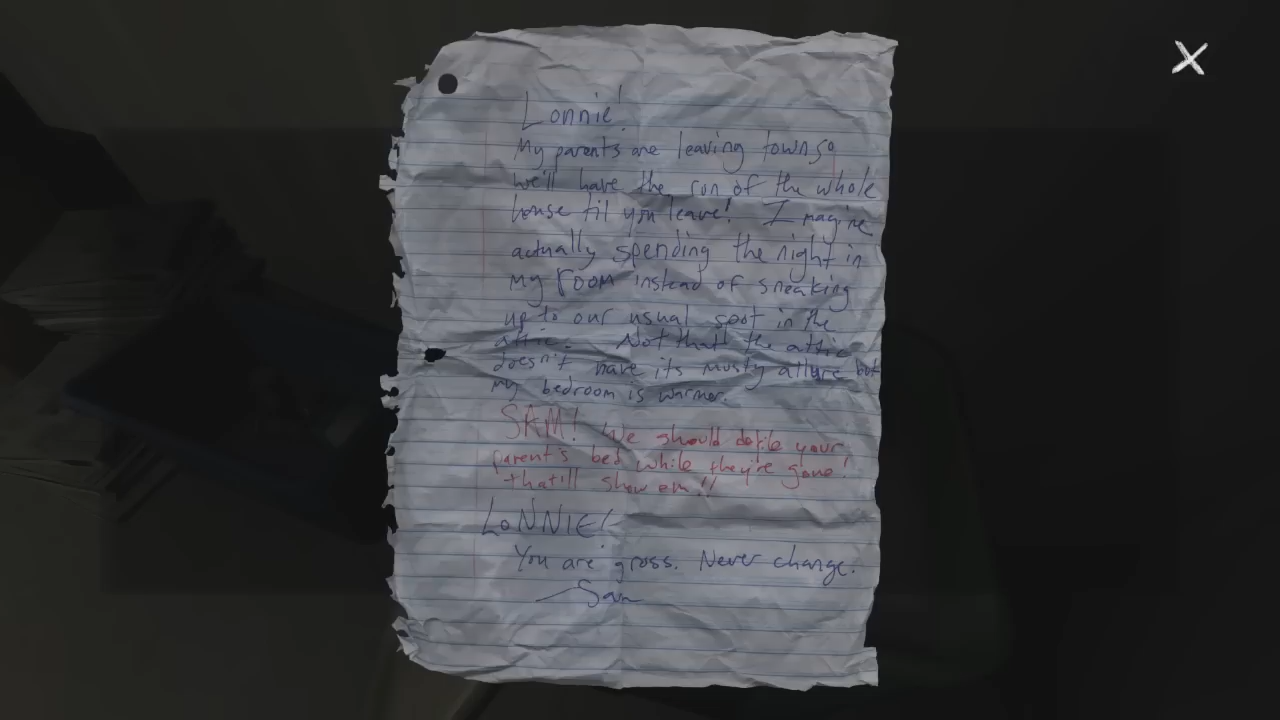 Lonnie!
My parents are leaving town so
we'll have the run of the whole
house til you leave! Imagine
actually spending the night in
my room instead of sneaking
up to our usual spot in the
attic. Not that the attic
doesn't have its musty allure but
my bedroom is warmer.
SAM! We should defile your
parent's bed while they're gone!
that'll show em!!
LONNIE!
You are gross. Never change.
—Sam